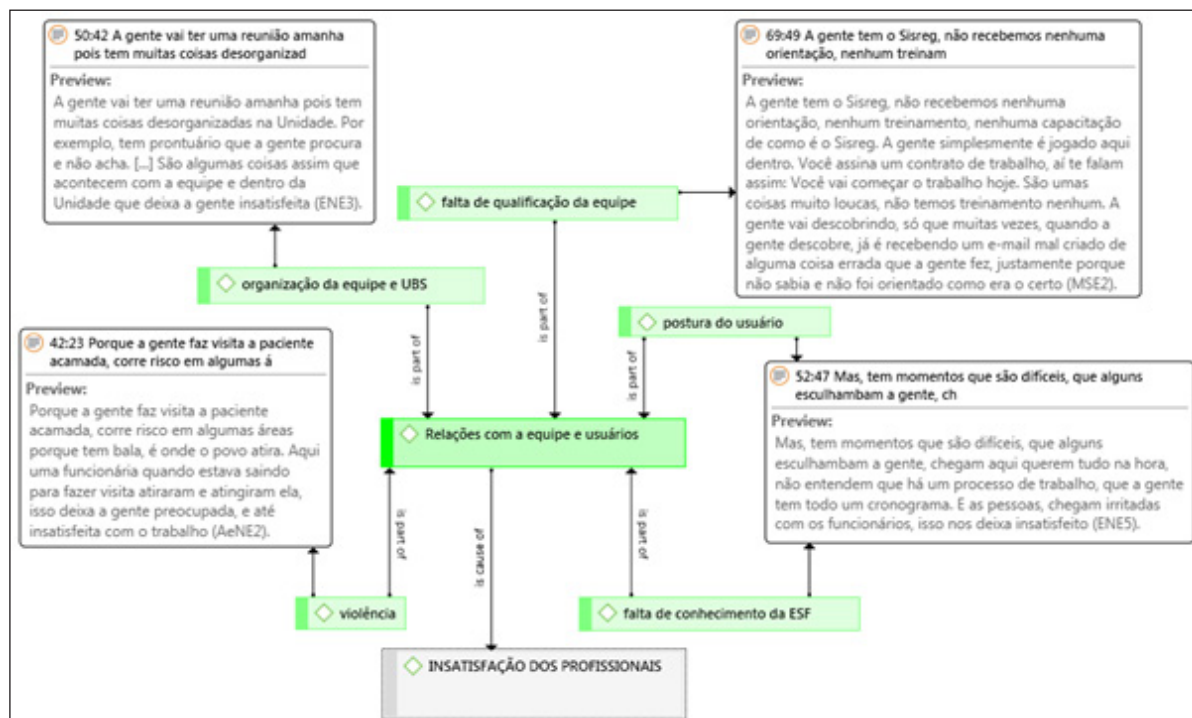 50:42 A gente vai ter uma reunião amanha
pois tem muitas coisas desorganizad
Preview:
A gente vai ter uma reunião amanha pois tem
muitas coisas desorganizadas na Unidade. Por
exemplo, tem prontuário que a gente procura
e não acha. [...] São algumas coisas assim que
acontecem com a equipe e dentro da
Unidade que deixa a gente insatisfeita (ENE3).
69:49 A gente tem o Sisreg, não recebemos nenhuma
orientação, nenhum treinam
Preview:
A gente tem o Sisreg, não recebemos nenhuma
orientação, nenhum treinamento, nenhuma capacitação
de como é o Sisreg. A gente simplesmente é jogado aqui
dentro. Você assina um contrato de trabalho, aí te falam
assim: Você vai começar o trabalho hoje. São umas
coisas muito loucas, não temos treinamento nenhum. A
gente vai descobrindo, só que muitas vezes, quando a
gente descobre, já é recebendo um e-mail mal criado de
alguma coisa errada que a gente fez, justamente porque
não sabia e não foi orientado como era o certo (MSE2).
falta de qualificação da equipe
organização da equipe e UBS
postura do usuário
is part of
is part of
is part of
42:23 Porque a gente faz visita a paciente
acamada, corre risco em algumas á
Preview:
Porque a gente faz visita a paciente
acamada, corre risco em algumas áreas
porque tem bala, é onde o povo atira. Aqui
uma funcionária quando estava saindo
para fazer visita atiraram e atingiram ela,
isso deixa a gente preocupada, e até
insatisfeita com o trabalho (AeNE2).
52:47 Mas, tem momentos que são difíceis, que alguns
esculhambam a gente, ch
Preview:
Mas, tem momentos que são difíceis, que alguns
esculhambam a gente, chegam aqui querem tudo na hora,
não entendem que há um processo de trabalho, que a gente
tem todo um cronograma. E as pessoas, chegam irritadas
com os funcionários, isso nos deixa insatisfeito (ENE5).
Relações com a equipe e usuários
is part of
is cause of
is part of
violência
falta de conhecimento da ESF
INSATISFAÇÃO DOS PROFISSIONAIS